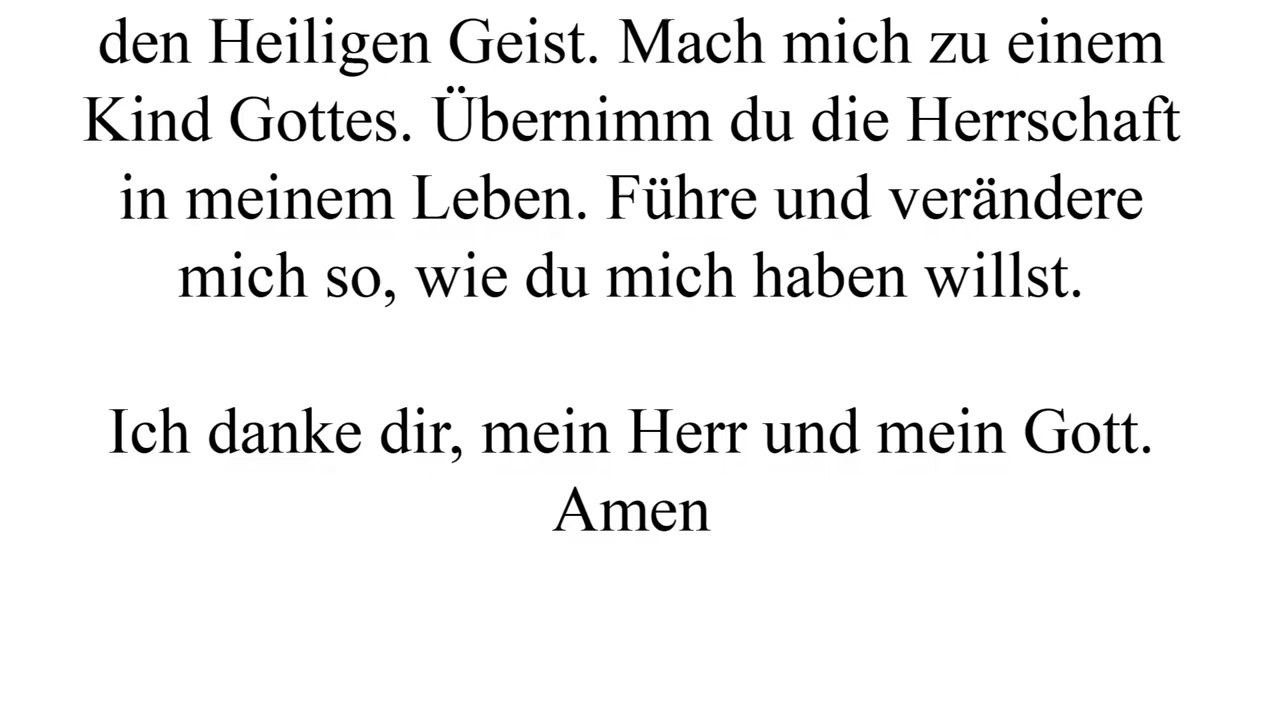 den Heiligen Geist. Mach mich zu einem
Kind Gottes. Übernimm du die Herrschaft
in meinem Leben. Führe und verändere
mich so, wie du mich haben willst.
Ich danke dir, mein Herr und mein Gott.
Amen